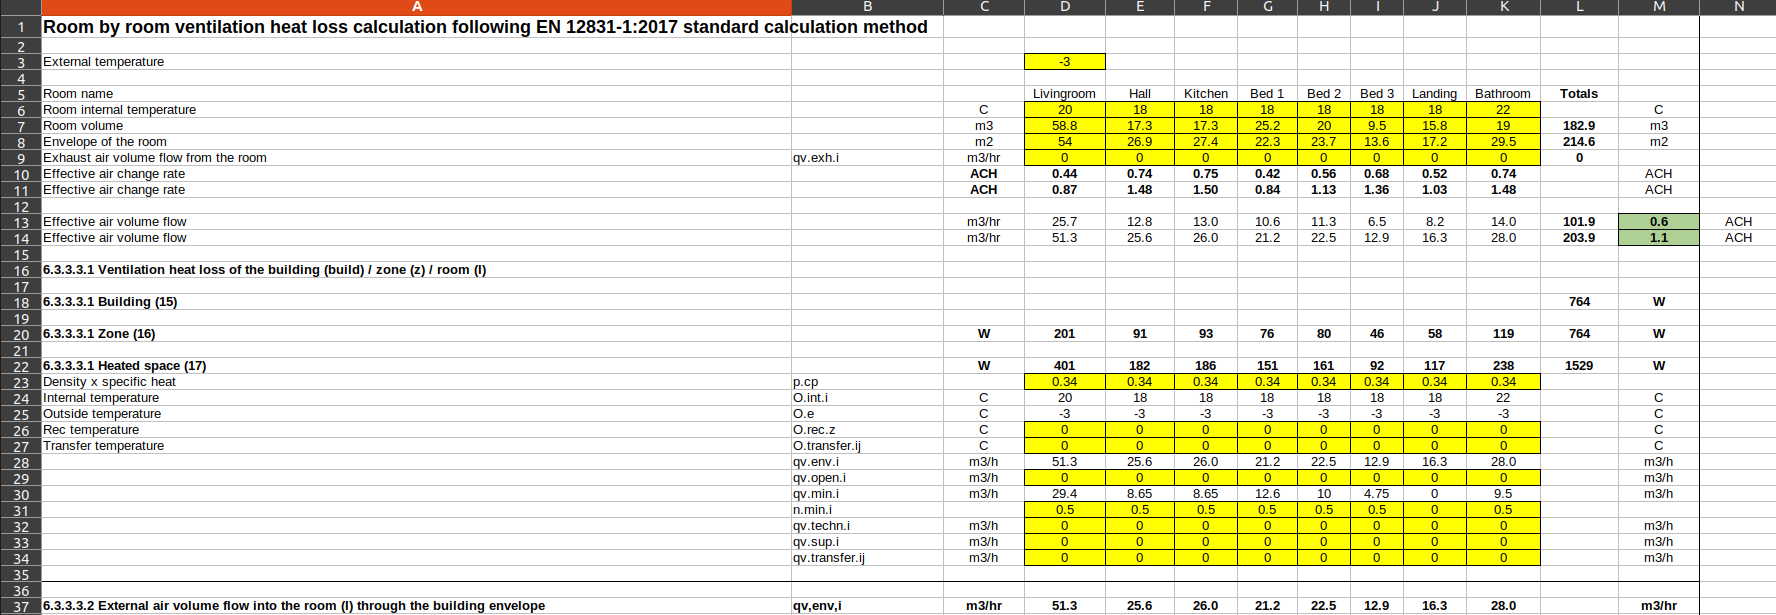 A B C D E F G H I J K L M N
1 Room by room ventilation heat loss calculation following EN 12831-1:2017 standard calculation method
2
3 External temperature -3
4
5 Room name Livingroom Hall Kitchen Bed 1 Bed 2 Bed 3 Landing Bathroom Totals
6 Room internal temperature C 20 18 18 18 18 18 18 22 C
7 Room volume m3 58.8 17.3 17.3 25.2 20 9.5 15.8 19 182.9 m3
8 Envelope of the room m2 54 26.9 27.4 22.3 23.7 13.6 17.2 29.5 214.6 m2
9 Exhaust air volume flow from the room qv.exh.i m3/hr 0 0 0 0 0 0 0 0 0
10 Effective air change rate ACH 0.44 0.74 0.75 0.42 0.56 0.68 0.52 0.74 ACH
11 Effective air change rate ACH 0.87 1.48 1.50 0.84 1.13 1.36 1.03 1.48 ACH
12
13 Effective air volume flow m3/hr 25.7 12.8 13.0 10.6 11.3 6.5 8.2 14.0 101.9 0.6 ACH
14 Effective air volume flow m3/hr 51.3 25.6 26.0 21.2 22.5 12.9 16.3 28.0 203.9 1.1 ACH
15
16 6.3.3.3.1 Ventilation heat loss of the building (build) / zone (z) / room (I)
17
18 6.3.3.3.1 Building (15) 764 W
19
20 6.3.3.3.1 Zone (16) W 201 91 93 76 80 46 58 119 764 W
21
22 6.3.3.3.1 Heated space (17) W 401 182 186 151 161 92 117 238 1529 W
23 Density x specific heat p.cp 0.34 0.34 0.34 0.34 0.34 0.34 0.34 0.34
24 Internal temperature O.int.i C 20 18 18 18 18 18 18 22 C
25 Outside temperature O.e C -3 -3 -3 -3 -3 -3 -3 -3 C
26 Rec temperature O.rec.z C 0 0 0 0 0 0 0 0 C
27 Transfer temperature O.transfer.ij C 0 0 0 0 0 0 0 0 C
28 qv.env.i m3/h 51.3 25.6 26.0 21.2 22.5 12.9 16.3 28.0 m3/h
29 qv.open.i m3/h 0 0 0 0 0 0 0 0 m3/h
30 qv.min.i m3/h 29.4 8.65 8.65 12.6 10 4.75 0 9.5 m3/h
31 n.min.i 0.5 0.5 0.5 0.5 0.5 0.5 0 0.5
32 qv.techn.i m3/h 0 0 0 0 0 0 0 0 m3/h
33 qv.sup.i m3/h 0 0 0 0 0 0 0 0 m3/h
34 qv.transfer.ij m3/h 0 0 0 0 0 0 0 0 m3/h
35
36
37 6.3.3.3.2 External air volume flow into the room (I) through the building envelope qv,env,i m3/hr 51.3 25.6 26.0 21.2 22.5 12.9 16.3 28.0 m3/hr